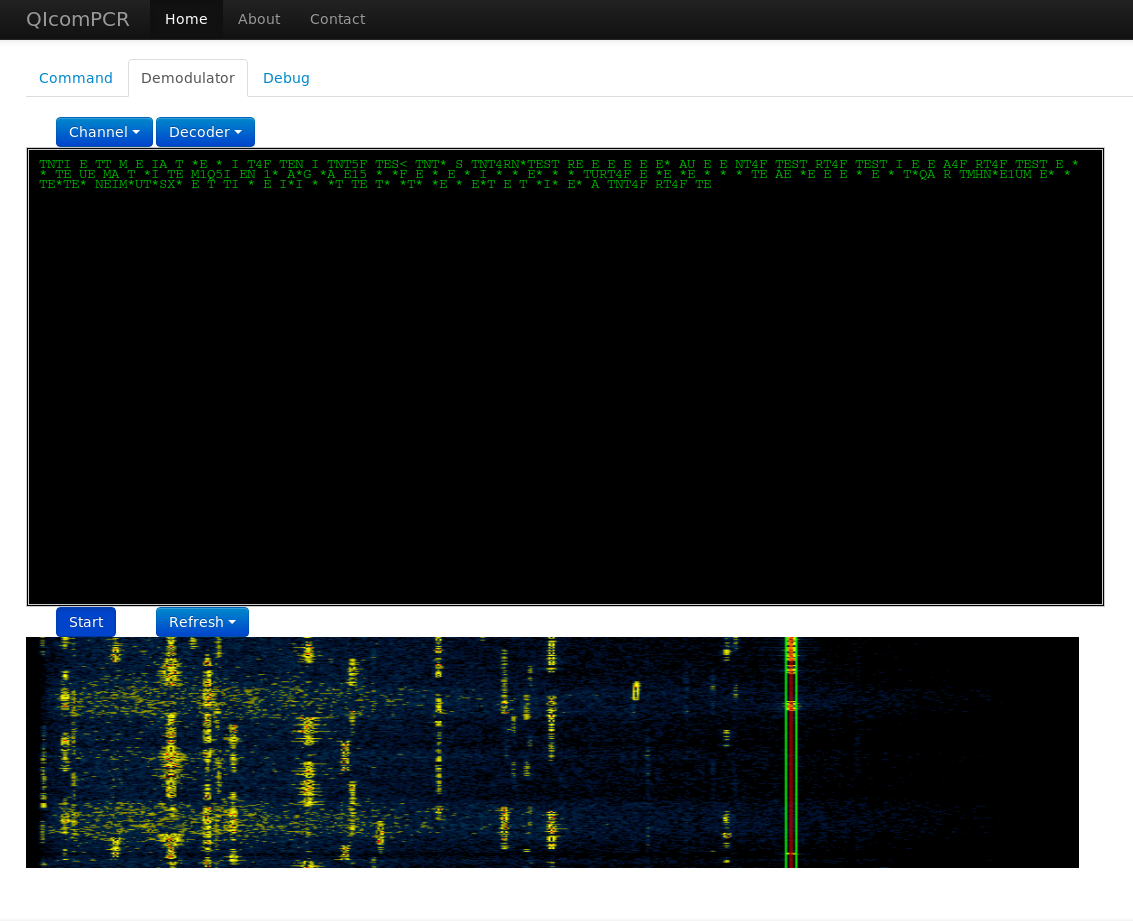 QIcomPCR Home About Contact
Command Demodulator Debug
Channel Decoder
TNTI E TT M E IA T *E * I T4F TEN I TNT5F TES< TNT* S TNT4RN*TEST RE E E E E E* AU E E NT4F TEST RT4F TEST I E E A4F RT4F TEST E *
* TE UE MA T *I TE M1Q5I EN 1* A*G *A E15 * *F E * E * I * * E* * * TURT4F E *E *E * * * TE AE *E E E * E * T*QA R TMHN*E1UM E* *
TE*TE* NEIM*UT*SX* E T TI * E I*I * *T TE T* *T* *E * E*T E T *I* E* A TNT4F RT4F TE
Start Refresh